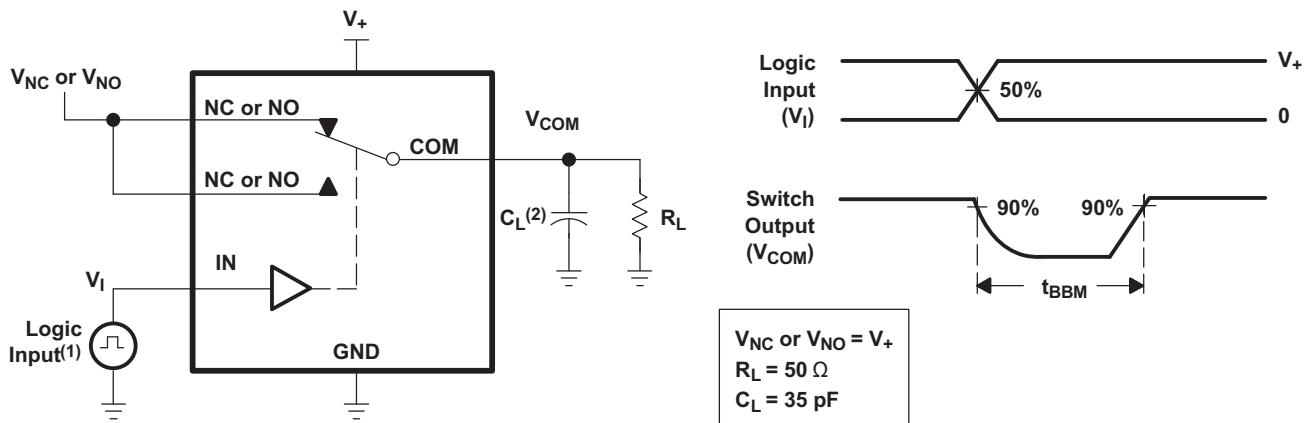 V+
VNC or VNO
NC or NO
VCOM
COM
NC or NO
CL(2)
RL
IN
VI
Logic
Input(1)
GND
Logic
Input
(VI)
50%
V+
0
Switch
Output
(VCOM)
90%
90%
tBBM
VNC or VNO = V+
RL = 50 Ω
CL = 35 pF